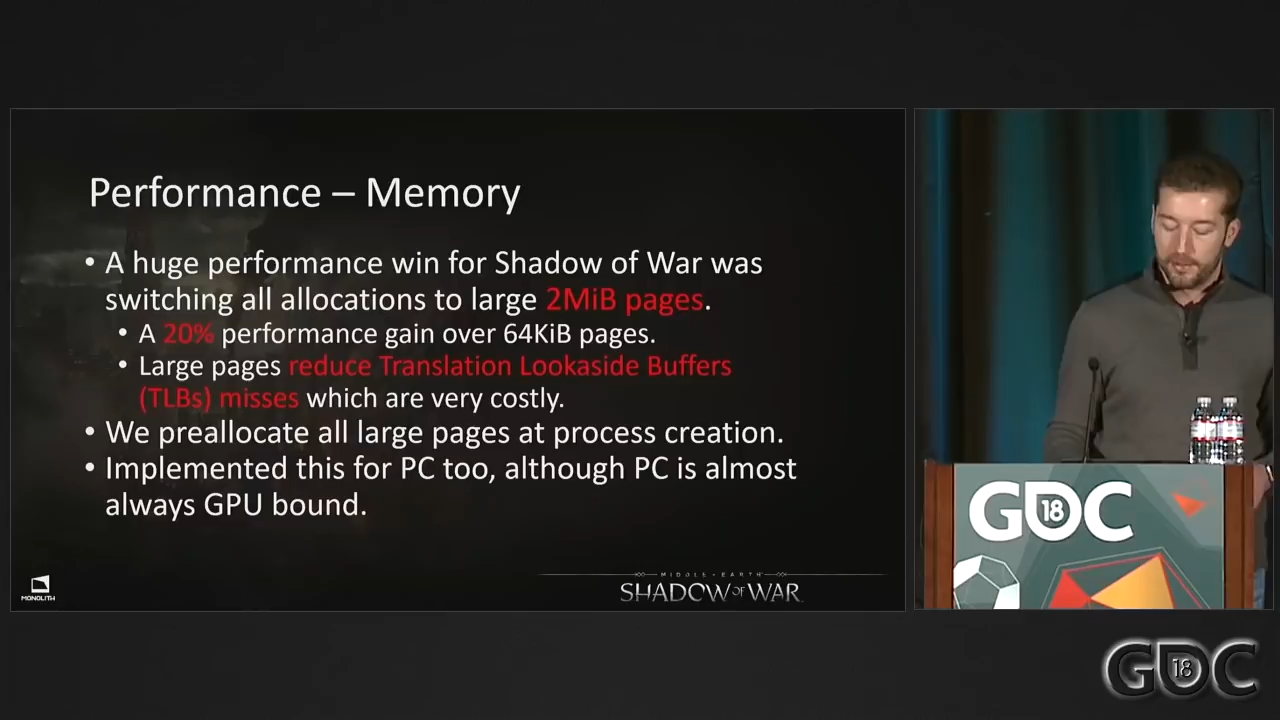 Performance – Memory
• A huge performance win for Shadow of War was
switching all allocations to large 2MiB pages.
• A 20% performance gain over 64KiB pages.
• Large pages reduce Translation Lookaside Buffers
(TLBs) misses which are very costly.
• We preallocate all large pages at process creation.
• Implemented this for PC too, although PC is almost
always GPU bound.
MONOLITH
MIDDLE-EARTH
SHADOW OF WAR
GDC 18
GDC 18